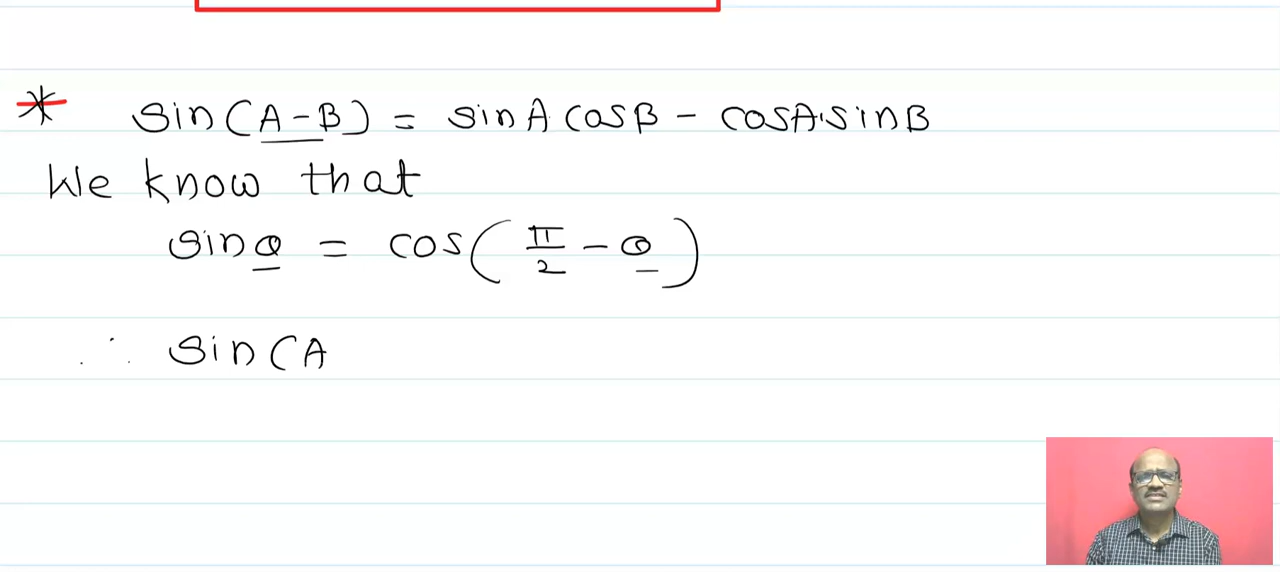 * sin(A-B) = sinA cosB - cosA.sinB
We know that
sinθ = cos(π/2 - θ)
∴ sin(A